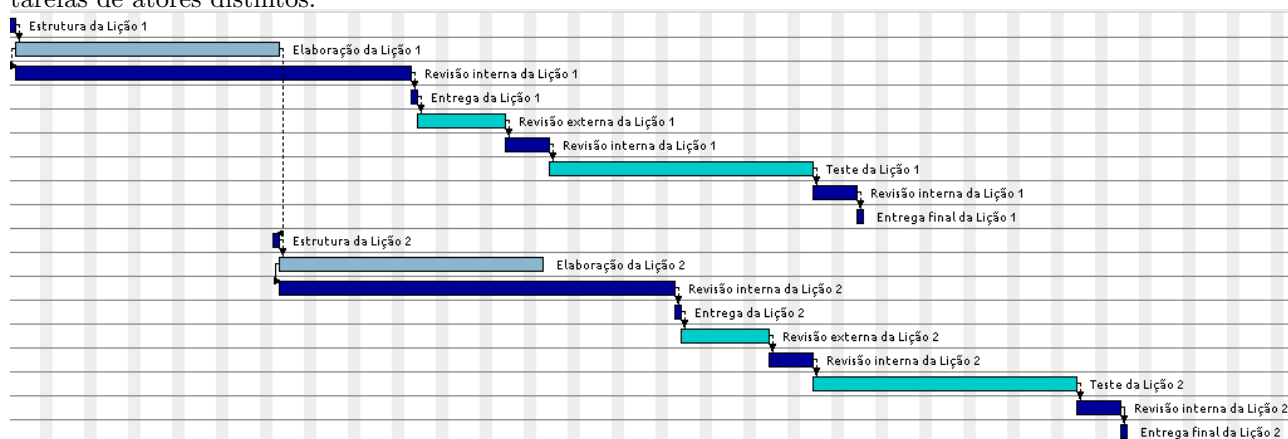 tarefas de atores distintos.
Estrutura da Lição 1
Elaboração da Lição 1
Revisão interna da Lição 1
Entrega da Lição 1
Revisão externa da Lição 1
Revisão interna da Lição 1
Teste da Lição 1
Revisão interna da Lição 1
Entrega final da Lição 1
Estrutura da Lição 2
Elaboração da Lição 2
Revisão interna da Lição 2
Entrega da Lição 2
Revisão externa da Lição 2
Revisão interna da Lição 2
Teste da Lição 2
Revisão interna da Lição 2
Entrega final da Lição 2